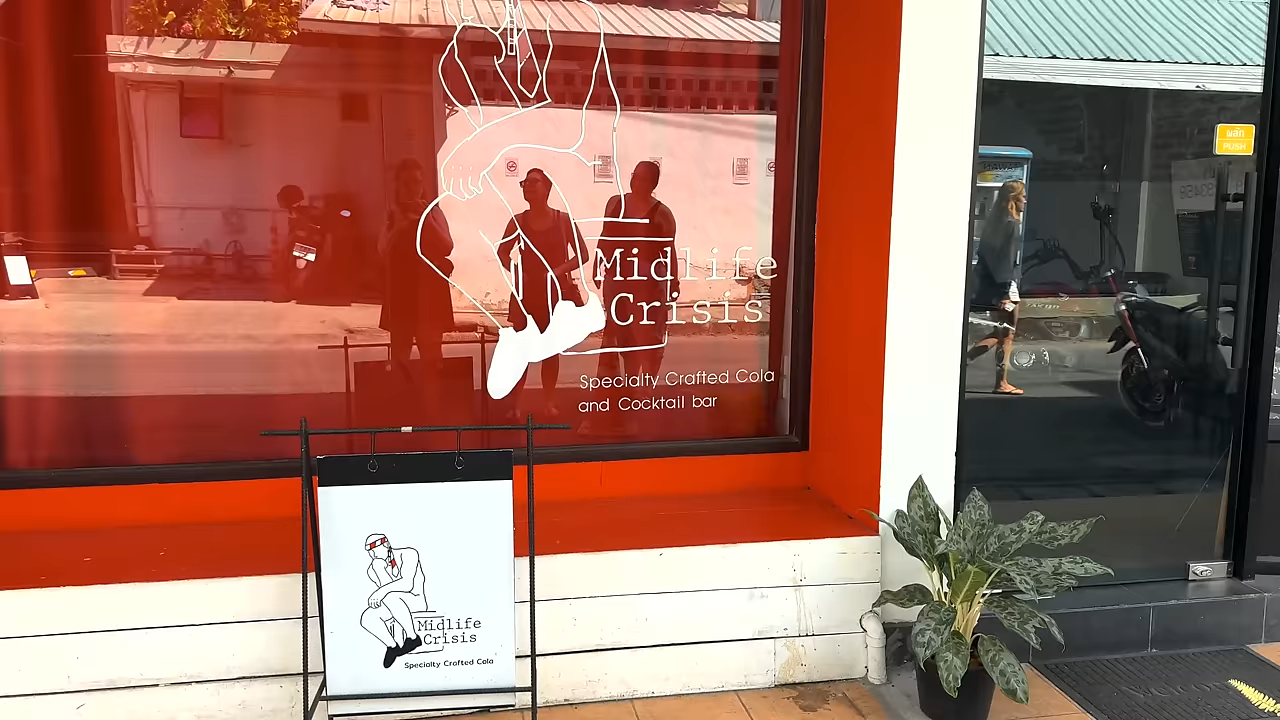 Midlife
Crisis
Specialty Crafted Cola
and Cocktail bar
Midlife
Crisis
Specialty Crafted Cola
ผลัก
PUSH